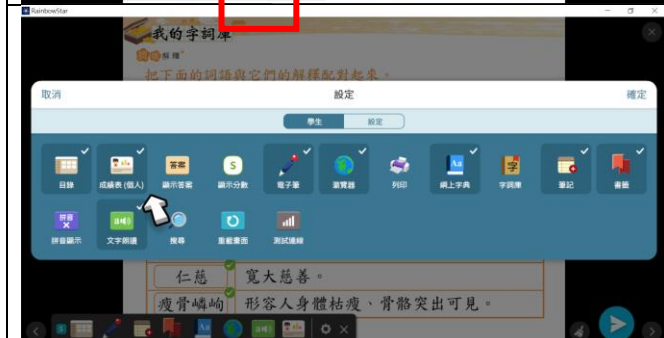 RainbowStar
我的字詞庫
解釋
把下面的詞語與它們的解釋配對起來。
取消 設定 確定
學生 設定
答案 S Aa 字
目錄 成績表 (個人) 顯示答案 顯示分數 電子筆 瀏覽器 列印 網上字典 字詞庫 筆記 書籤
拼音
拼音顯示 文字朗讀 搜尋 重載畫面 測試連線
仁慈 寬大慈善。
瘦骨嶙峋 形容人身體枯瘦、骨骼突出可見。
S Aa